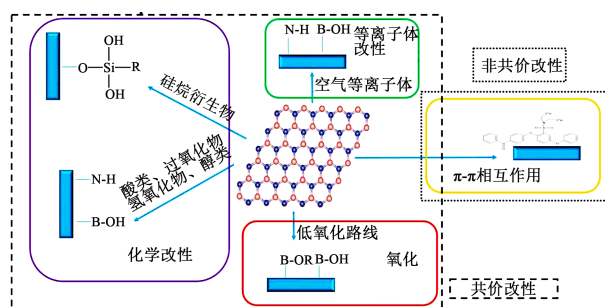 OH
O-Si-R
OH
硅烷衍生物
酸类、过氧化物
氢氧化物、醇类
N-H
B-OH
化学改性
N-H B-OH
等离子体
改性
空气等离子体
低氧化路线
B-OR B-OH
氧化
非共价改性
π-π相互作用
共价改性